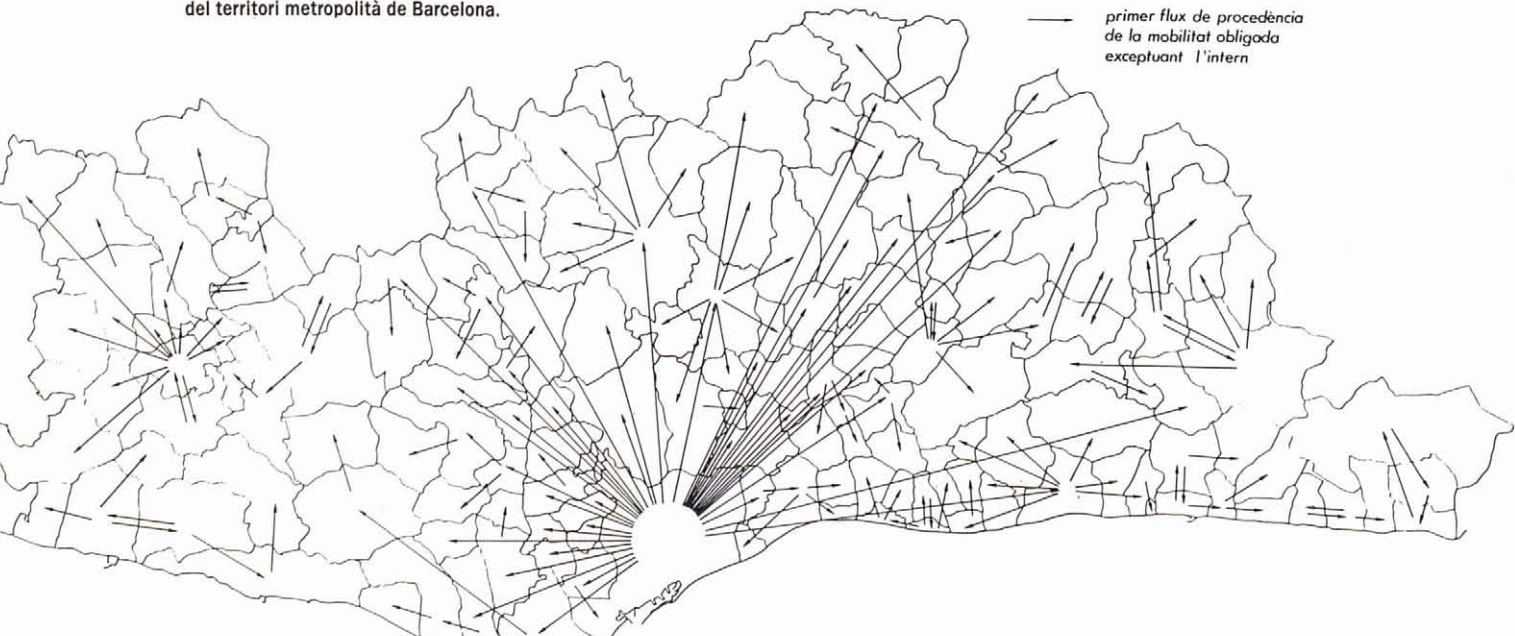 del territori metropolità de Barcelona.
primer flux de procedència
de la mobilitat obligada
exceptuant l'intern